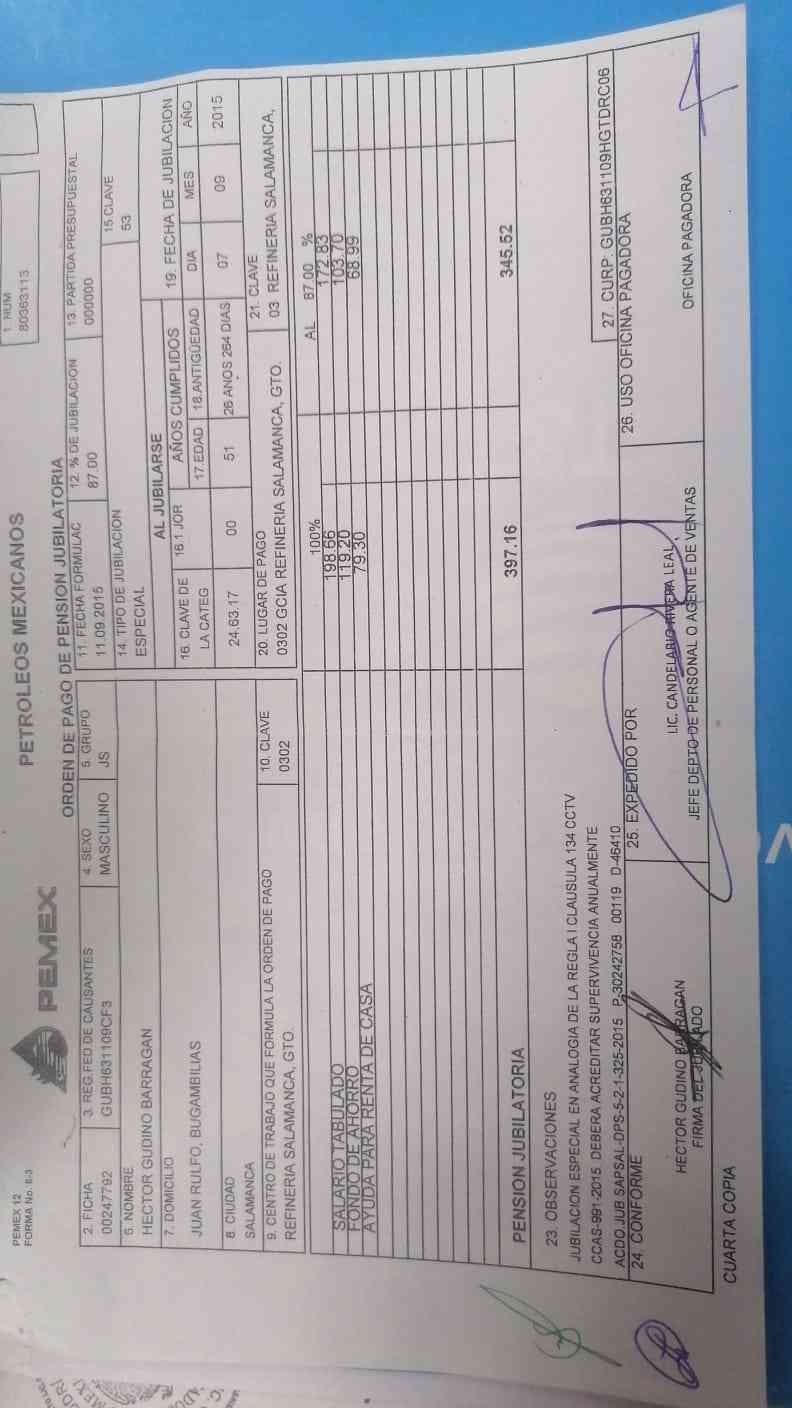 PEMEX 12
FORMA No. 8-3
PEMEX
PETROLEOS MEXICANOS
1. NUM
80363113
ORDEN DE PAGO DE PENSION JUBILATORIA
2. FICHA
00247792
3. REG.FED DE CAUSANTES
GUBH631109CF3
4. SEXO
MASCULINO
5. GRUPO
JS
11. FECHA FORMULAC
11.09.2015
12. % DE JUBILACION
87.00
13. PARTIDA PRESUPUESTAL
000000
6. NOMBRE
HECTOR GUDINO BARRAGAN
14. TIPO DE JUBILACION
ESPECIAL
15 CLAVE
53
7. DOMICILIO
JUAN RULFO, BUGAMBILIAS
AL JUBILARSE
16. CLAVE DE
LA CATEG
24.63.17
16.1 JOR
00
AÑOS CUMPLIDOS
17.EDAD
51
18.ANTIGÜEDAD
26 ANOS 264 DIAS
19. FECHA DE JUBILACION
DIA MES AÑO
07 09 2015
8. CIUDAD
SALAMANCA
9. CENTRO DE TRABAJO QUE FORMULA LA ORDEN DE PAGO
REFINERIA SALAMANCA, GTO.
10. CLAVE
0302
20. LUGAR DE PAGO
0302 GCIA REFINERIA SALAMANCA, GTO.
21. CLAVE
03 REFINERIA SALAMANCA,
100% AL 87.00 %
SALARIO TABULADO 198.66 172.83
FONDO DE AHORRO 119.20 103.70
AYUDA PARA RENTA DE CASA 79.30 68.99
PENSION JUBILATORIA 397.16 345.52
23. OBSERVACIONES
JUBILACION ESPECIAL EN ANALOGIA DE LA REGLA I CLAUSULA 134 CCTV
CCAS-991-2015 DEBERA ACREDITAR SUPERVIVENCIA ANUALMENTE
ACDO.JUB SAPSAL-DPS-5-2-1-325-2015 P-30242758 00119 D-46410
27. CURP: GUBH631109HGTDRC06
24. CONFORME
HECTOR GUDINO BARRAGAN
FIRMA DEL JUBILADO
25. EXPEDIDO POR
LIC. CANDELARIO RIVERA LEAL
JEFE DEPTO DE PERSONAL O AGENTE DE VENTAS
26. USO OFICINA PAGADORA
OFICINA PAGADORA
CUARTA COPIA